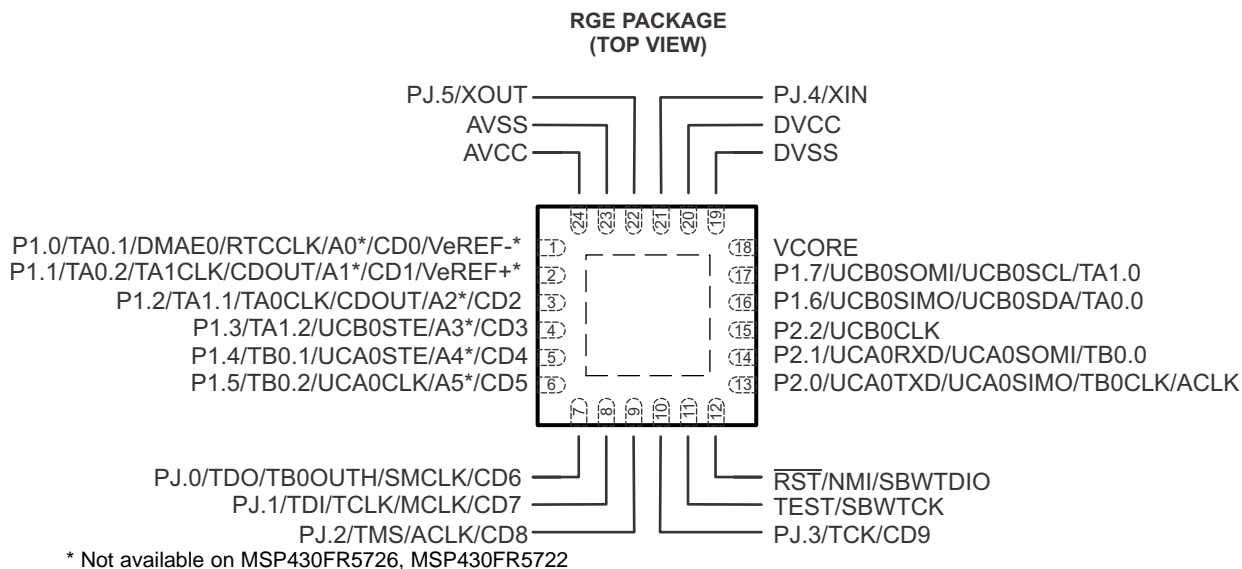 RGE PACKAGE
(TOP VIEW)
PJ.5/XOUT
PJ.4/XIN
AVSS
DVCC
AVCC
DVSS
24
23
22
21
20
19
P1.0/TA0.1/DMAE0/RTCCLK/A0*/CD0/VeREF-*
1
18
VCORE
P1.1/TA0.2/TA1CLK/CDOUT/A1*/CD1/VeREF+*
2
17
P1.7/UCB0SOMI/UCB0SCL/TA1.0
P1.2/TA1.1/TA0CLK/CDOUT/A2*/CD2
3
16
P1.6/UCB0SIMO/UCB0SDA/TA0.0
P1.3/TA1.2/UCB0STE/A3*/CD3
4
15
P2.2/UCB0CLK
P1.4/TB0.1/UCA0STE/A4*/CD4
5
14
P2.1/UCA0RXD/UCA0SOMI/TB0.0
P1.5/TB0.2/UCA0CLK/A5*/CD5
6
13
P2.0/UCA0TXD/UCA0SIMO/TB0CLK/ACLK
7
8
9
10
11
12
PJ.0/TDO/TB0OUTH/SMCLK/CD6
RST/NMI/SBWTDIO
PJ.1/TDI/TCLK/MCLK/CD7
TEST/SBWTCK
PJ.2/TMS/ACLK/CD8
PJ.3/TCK/CD9
* Not available on MSP430FR5726, MSP430FR5722